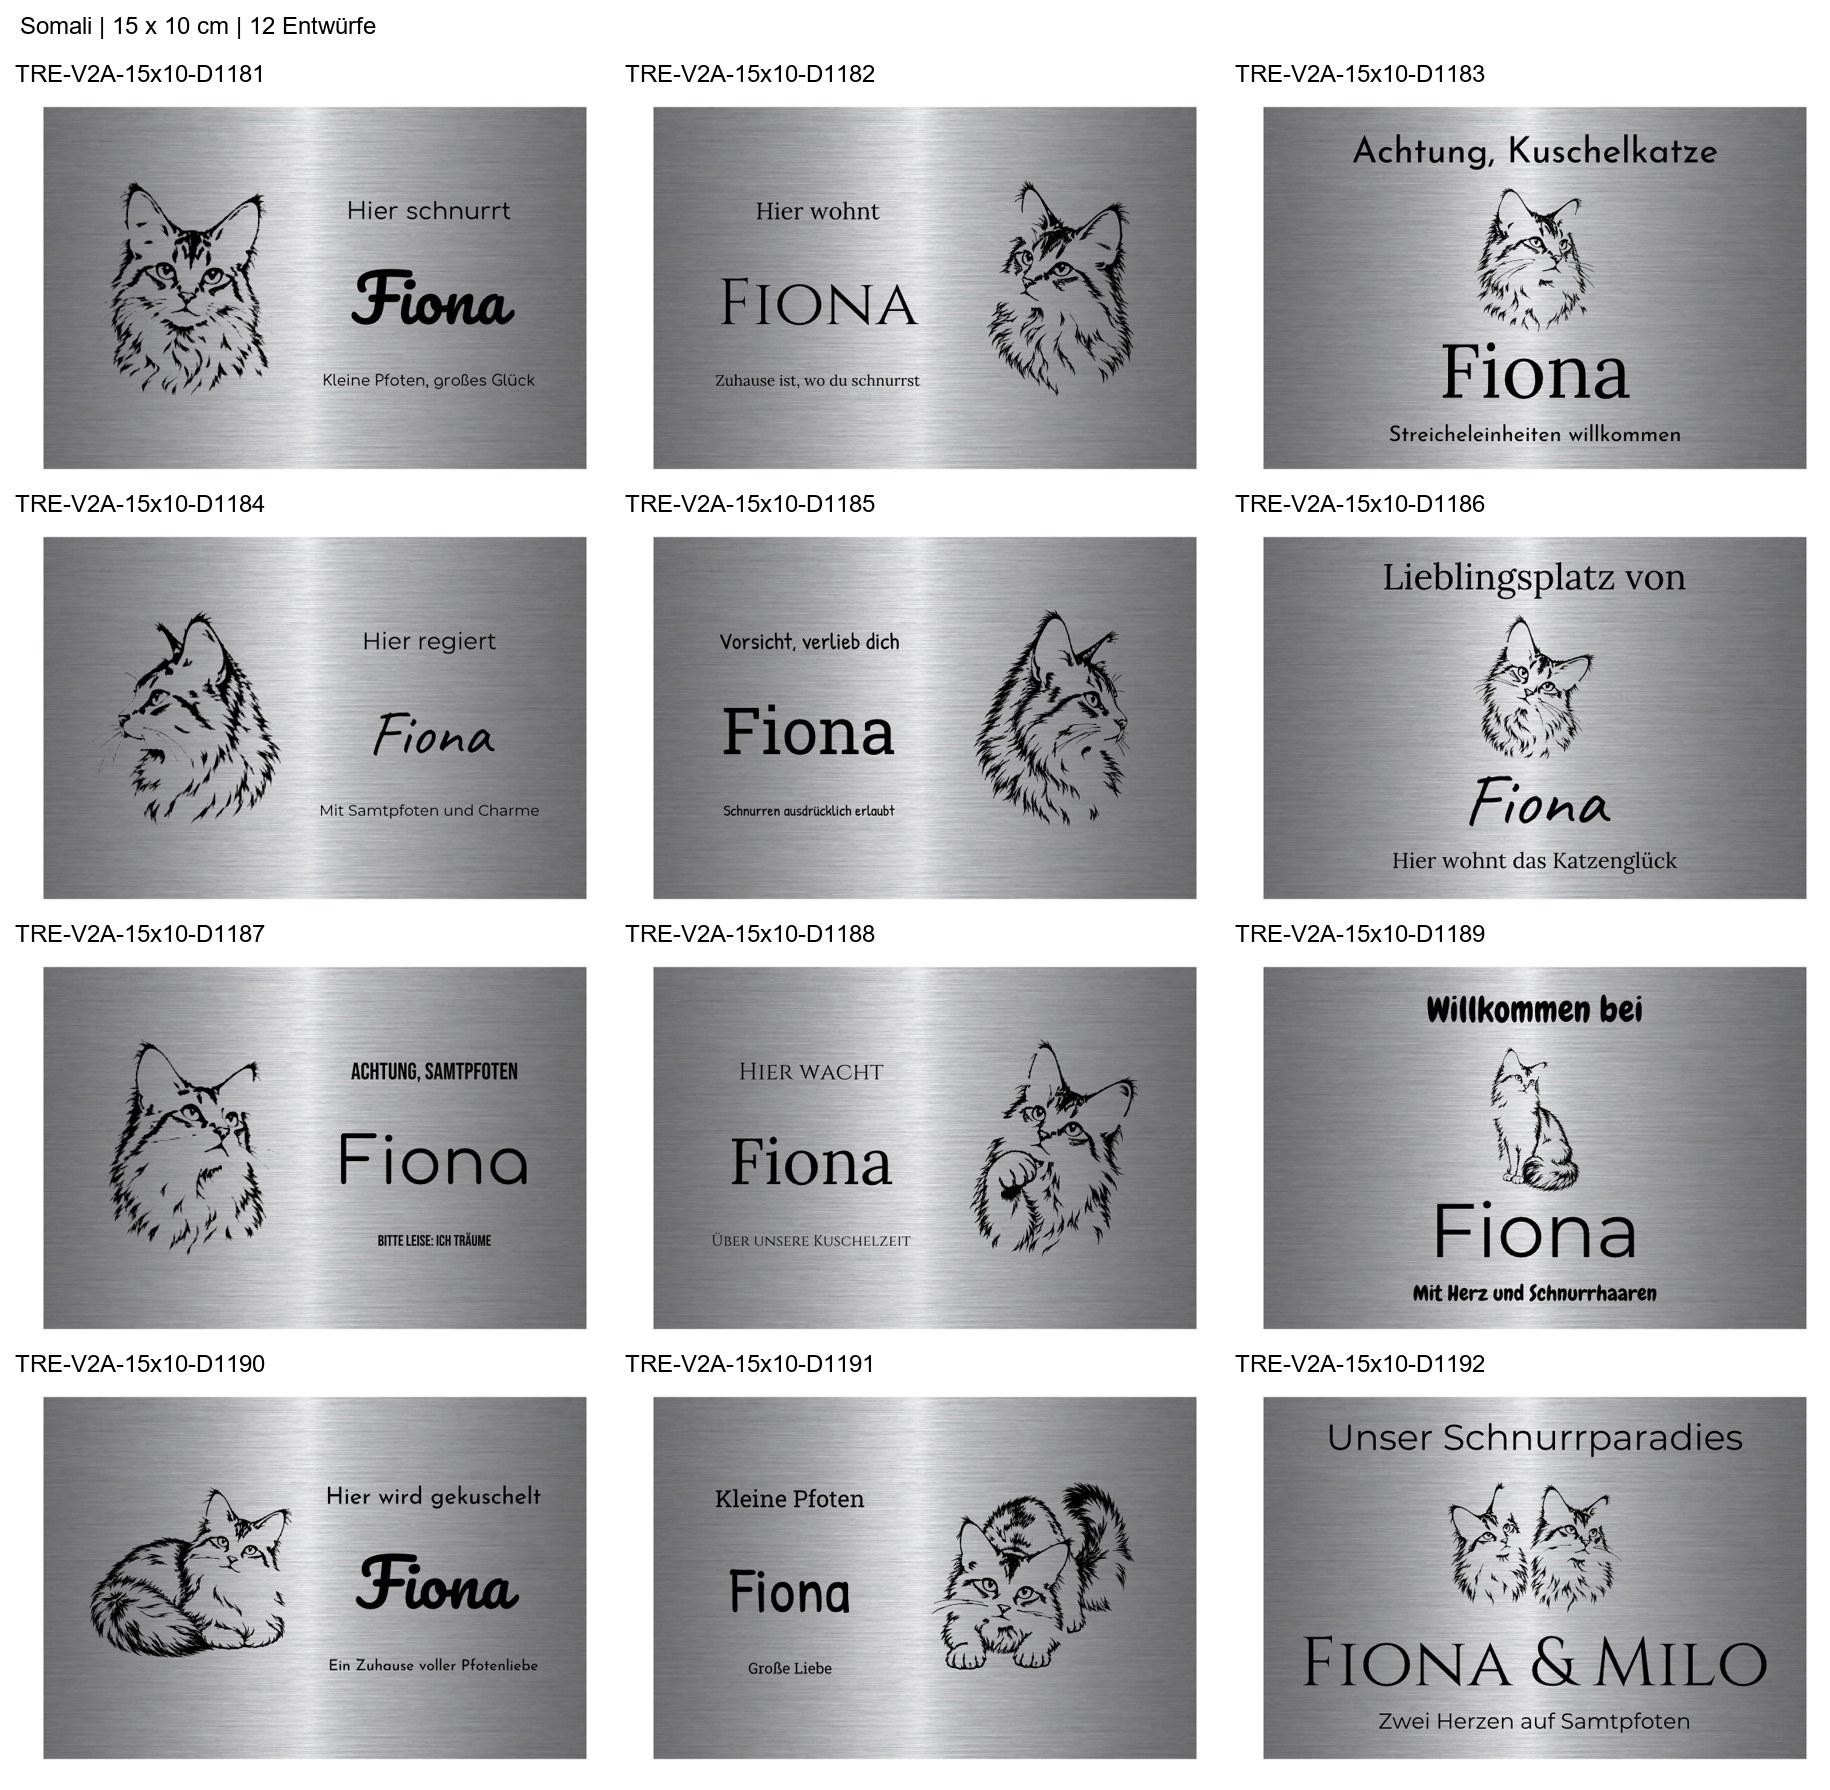 Somali | 15 x 10 cm | 12 Entwürfe
TRE-V2A-15x10-D1181
Hier schnurrt
Fiona
Kleine Pfoten, großes Glück
TRE-V2A-15x10-D1182
Hier wohnt
Fiona
Zuhause ist, wo du schnurrst
TRE-V2A-15x10-D1183
Achtung, Kuschelkatze
Fiona
Streicheleinheiten willkommen
TRE-V2A-15x10-D1184
Hier regiert
Fiona
Mit Samtpfoten und Charme
TRE-V2A-15x10-D1185
Vorsicht, verlieb dich
Fiona
Schnurren ausdrücklich erlaubt
TRE-V2A-15x10-D1186
Lieblingsplatz von
Fiona
Hier wohnt das Katzenglück
TRE-V2A-15x10-D1187
ACHTUNG, SAMTPFOTEN
Fiona
BITTE LEISE: ICH TRÄUME
TRE-V2A-15x10-D1188
Hier wacht
Fiona
Über unsere Kuschelzeit
TRE-V2A-15x10-D1189
Willkommen bei
Fiona
Mit Herz und Schnurrhaaren
TRE-V2A-15x10-D1190
Hier wird gekuschelt
Fiona
Ein Zuhause voller Pfotenliebe
TRE-V2A-15x10-D1191
Kleine Pfoten
Fiona
Große Liebe
TRE-V2A-15x10-D1192
Unser Schnurrparadies
Fiona & Milo
Zwei Herzen auf Samtpfoten